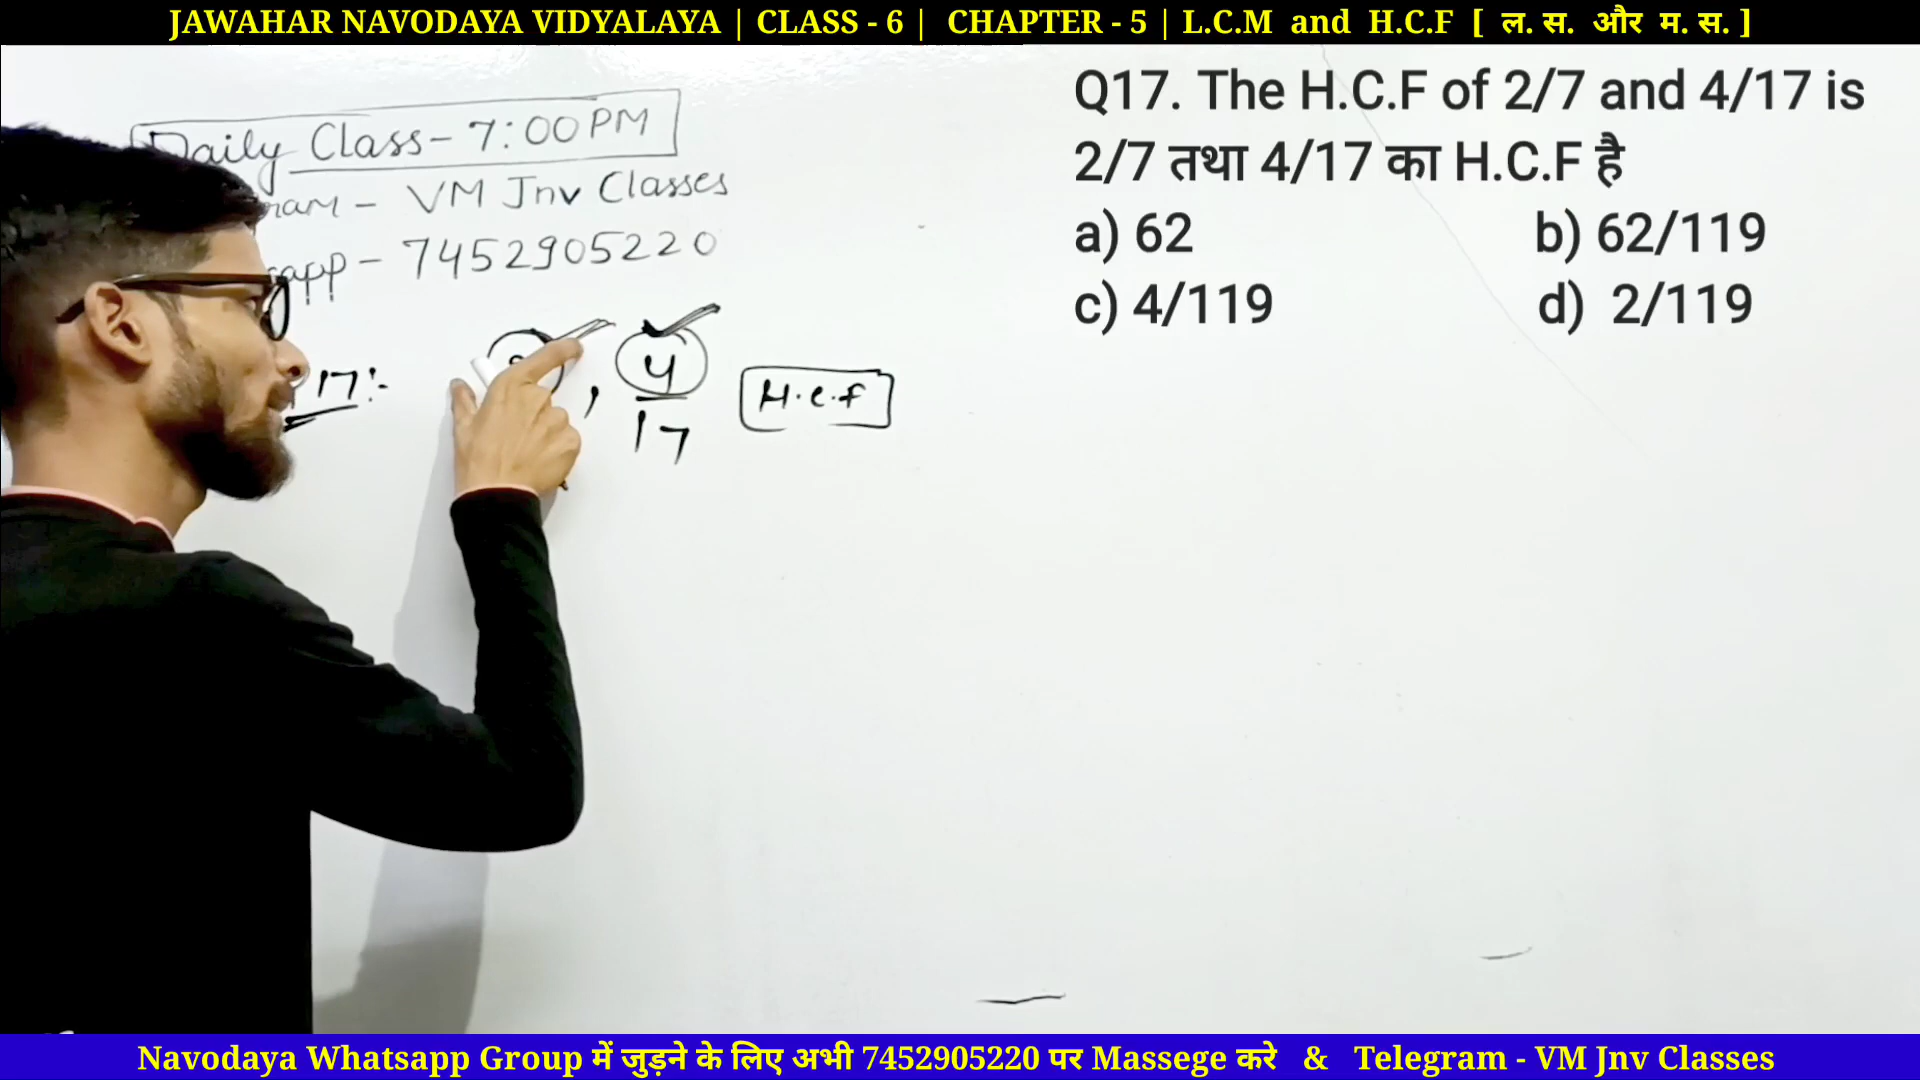 JAWAHAR NAVODAYA VIDYALAYA | CLASS - 6 | CHAPTER - 5 | L.C.M and H.C.F [ ल. स. और म. स. ]
Daily Class - 7:00 PM
VM Jnv Classes
7452905220
17:-
, 4/17 H.C.f
Q17. The H.C.F of 2/7 and 4/17 is
2/7 तथा 4/17 का H.C.F है
a) 62 b) 62/119
c) 4/119 d) 2/119
Navodaya Whatsapp Group में जुड़ने के लिए अभी 7452905220 पर Massege करे & Telegram - VM Jnv Classes